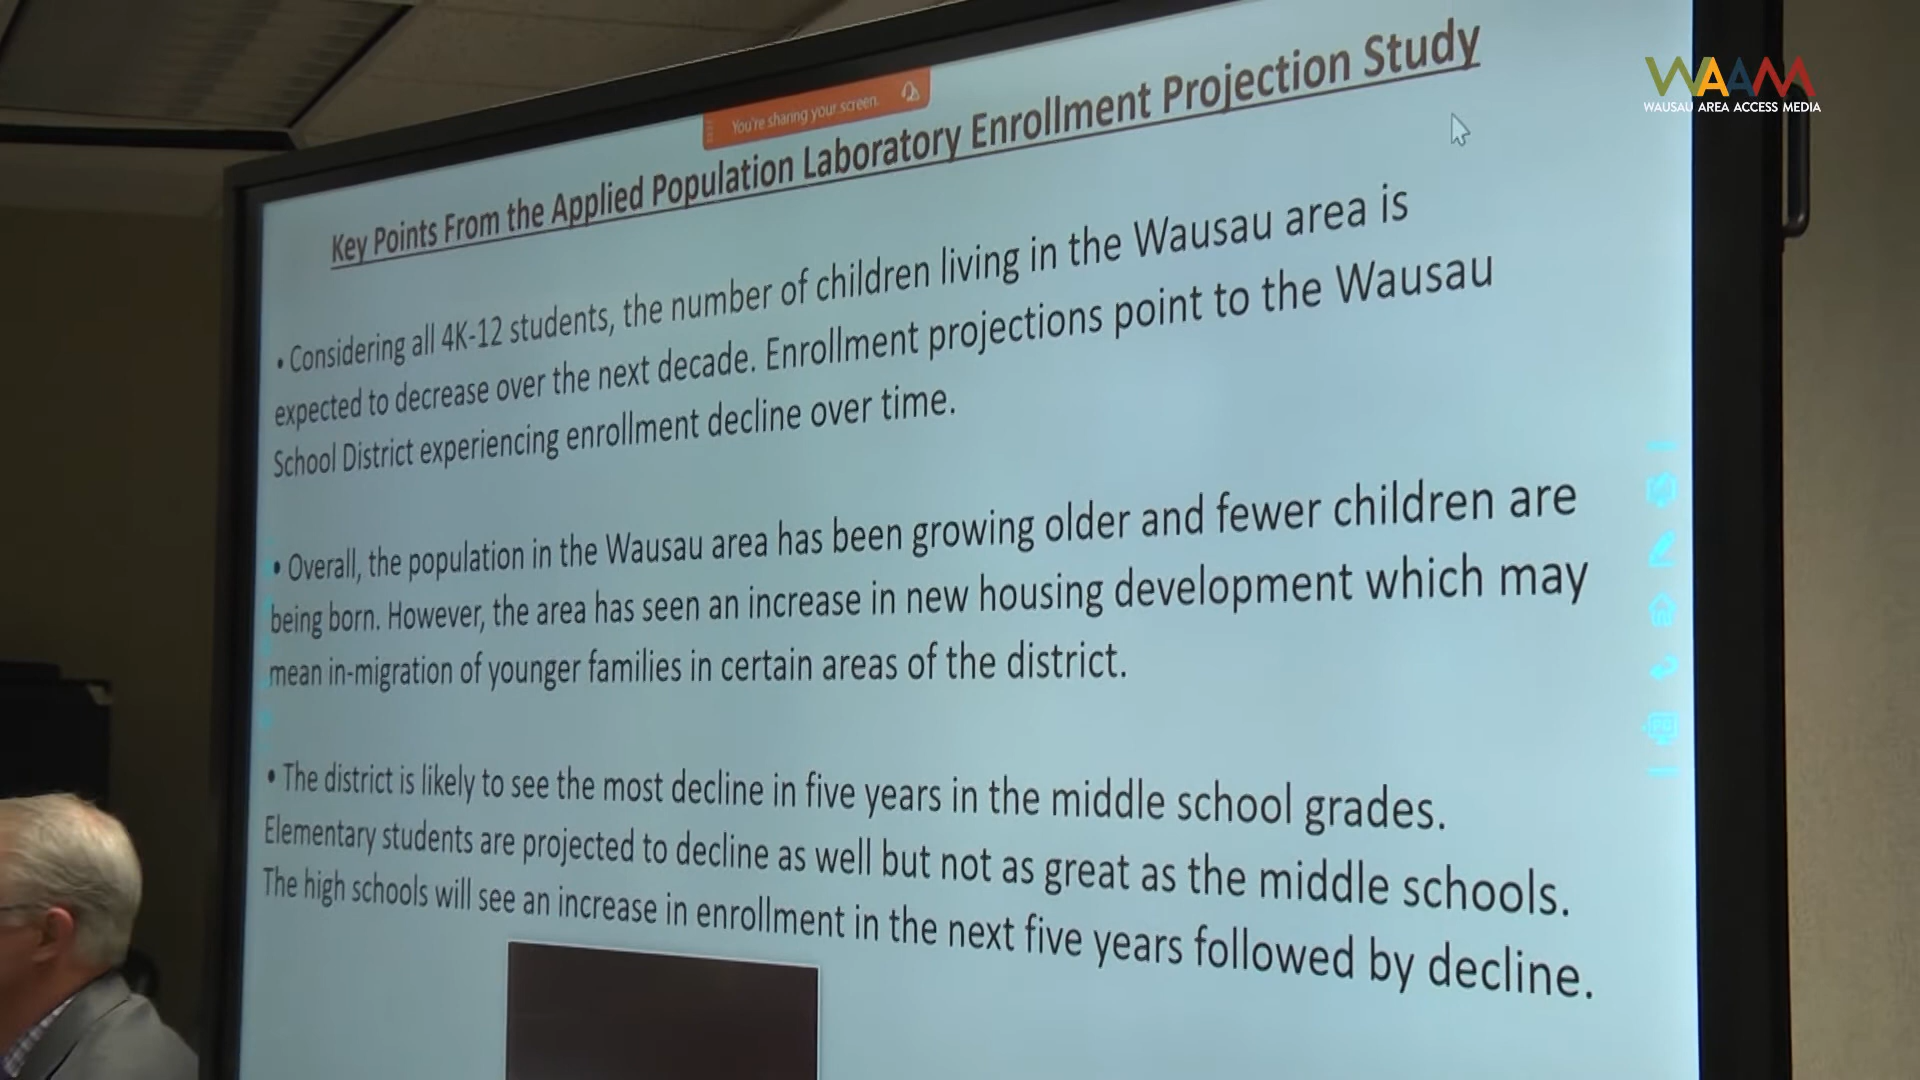 WAAM
WAUSAU AREA ACCESS MEDIA
You're sharing your screen.
Key Points From the Applied Population Laboratory Enrollment Projection Study
• Considering all 4K-12 students, the number of children living in the Wausau area is
expected to decrease over the next decade. Enrollment projections point to the Wausau
School District experiencing enrollment decline over time.
• Overall, the population in the Wausau area has been growing older and fewer children are
being born. However, the area has seen an increase in new housing development which may
mean in-migration of younger families in certain areas of the district.
• The district is likely to see the most decline in five years in the middle school grades.
Elementary students are projected to decline as well but not as great as the middle schools.
The high schools will see an increase in enrollment in the next five years followed by decline.